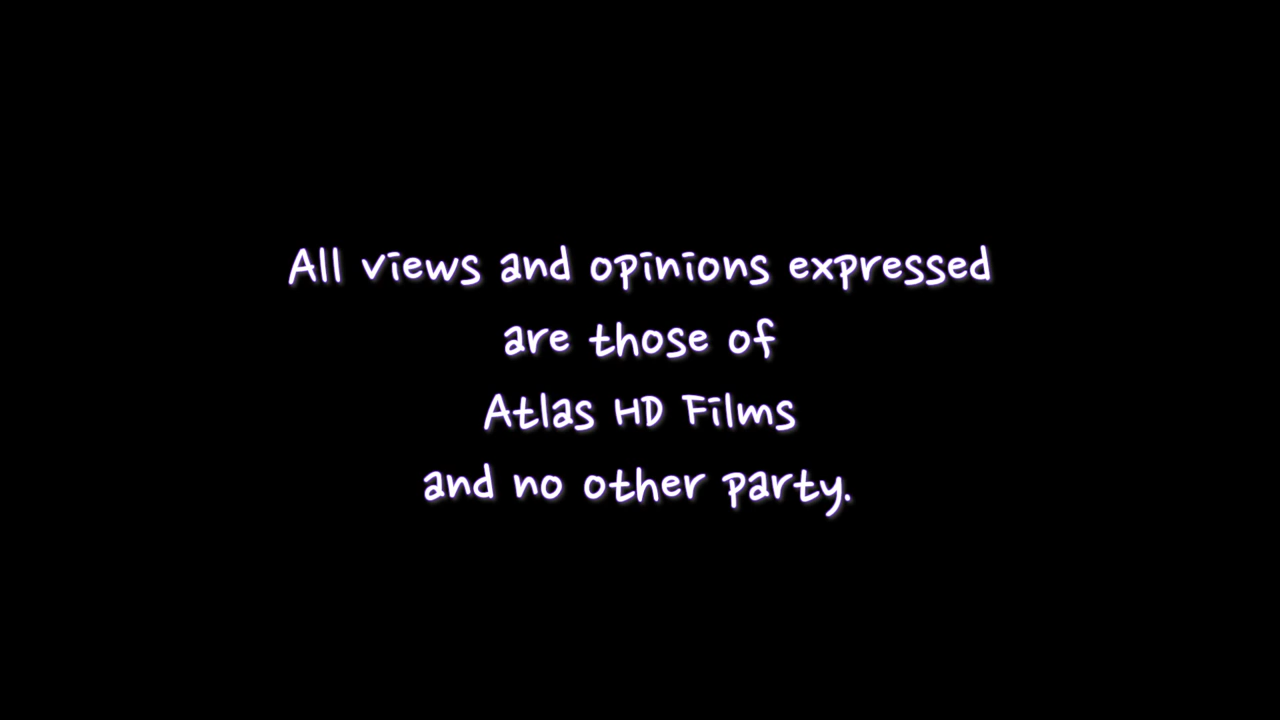 All views and opinions expressed
are those of
Atlas HD Films
and no other party.